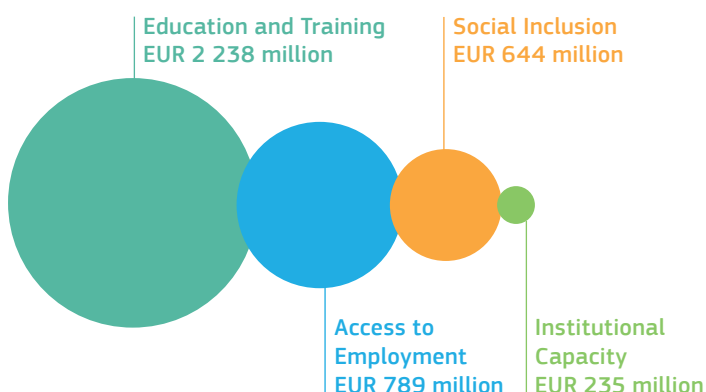 Education and Training
EUR 2 238 million
Social Inclusion
EUR 644 million
Access to
Employment
EUR 789 million
Institutional
Capacity
EUR 235 million